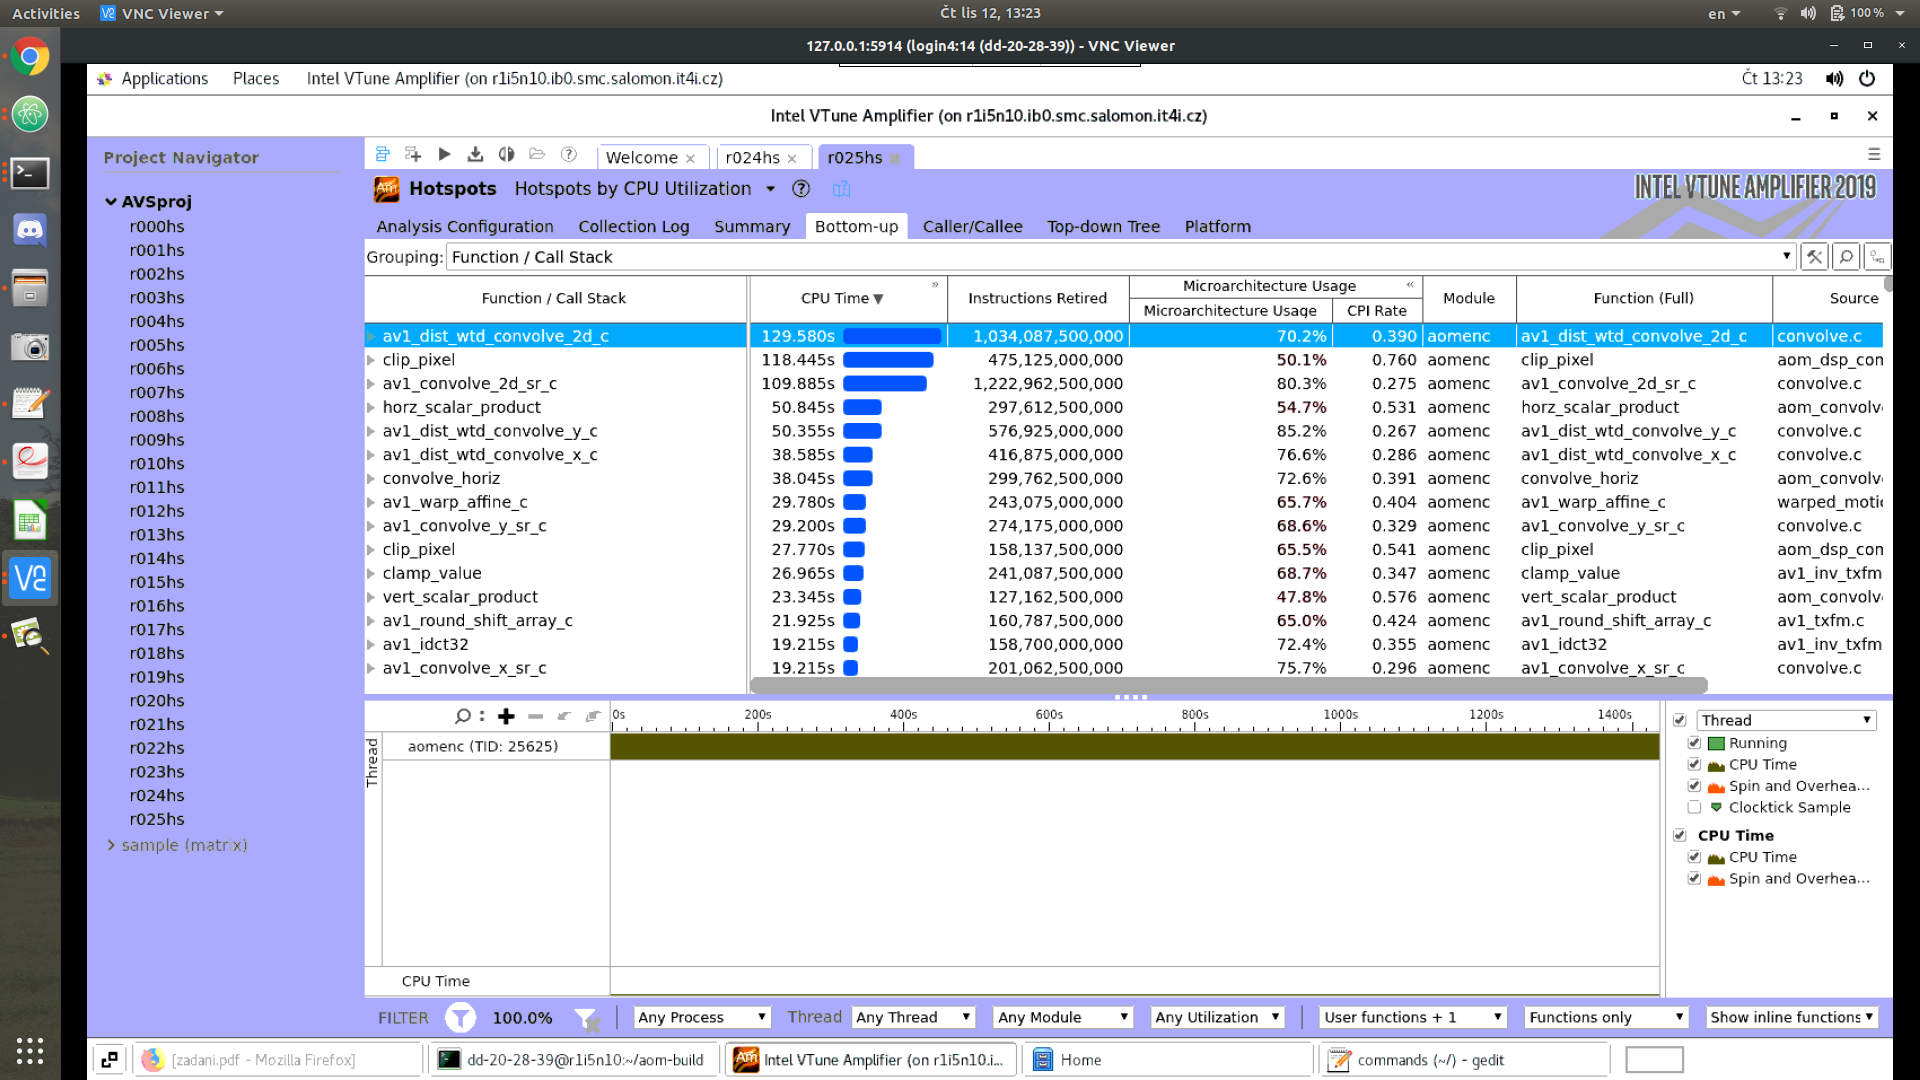 Activities VNC Viewer Čt lis 12, 13:23 en 100 %
127.0.0.1:5914 (login4:14 (dd-20-28-39)) - VNC Viewer
Applications Places Intel VTune Amplifier (on r1i5n10.ib0.smc.salomon.it4i.cz) Čt 13:23
Intel VTune Amplifier (on r1i5n10.ib0.smc.salomon.it4i.cz)
Project Navigator
AVSproj
r000hs
r001hs
r002hs
r003hs
r004hs
r005hs
r006hs
r007hs
r008hs
r009hs
r010hs
r011hs
r012hs
r013hs
r014hs
r015hs
r016hs
r017hs
r018hs
r019hs
r020hs
r021hs
r022hs
r023hs
r024hs
r025hs
sample (matrix)
Welcome r024hs r025hs
Hotspots Hotspots by CPU Utilization INTEL VTUNE AMPLIFIER 2019
Analysis Configuration Collection Log Summary Bottom-up Caller/Callee Top-down Tree Platform
Grouping: Function / Call Stack
Function / Call Stack CPU Time Instructions Retired Microarchitecture Usage Module Function (Full) Source
Microarchitecture Usage CPI Rate
av1_dist_wtd_convolve_2d_c 129.580s 1,034,087,500,000 70.2% 0.390 aomenc av1_dist_wtd_convolve_2d_c convolve.c
clip_pixel 118.445s 475,125,000,000 50.1% 0.760 aomenc clip_pixel aom_dsp_con
av1_convolve_2d_sr_c 109.885s 1,222,962,500,000 80.3% 0.275 aomenc av1_convolve_2d_sr_c convolve.c
horz_scalar_product 50.845s 297,612,500,000 54.7% 0.531 aomenc horz_scalar_product aom_convolv
av1_dist_wtd_convolve_y_c 50.355s 576,925,000,000 85.2% 0.267 aomenc av1_dist_wtd_convolve_y_c convolve.c
av1_dist_wtd_convolve_x_c 38.585s 416,875,000,000 76.6% 0.286 aomenc av1_dist_wtd_convolve_x_c convolve.c
convolve_horiz 38.045s 299,762,500,000 72.6% 0.391 aomenc convolve_horiz aom_convolv
av1_warp_affine_c 29.780s 243,075,000,000 65.7% 0.404 aomenc av1_warp_affine_c warped_motio
av1_convolve_y_sr_c 29.200s 274,175,000,000 68.6% 0.329 aomenc av1_convolve_y_sr_c convolve.c
clip_pixel 27.770s 158,137,500,000 65.5% 0.541 aomenc clip_pixel aom_dsp_con
clamp_value 26.965s 241,087,500,000 68.7% 0.347 aomenc clamp_value av1_inv_txfm
vert_scalar_product 23.345s 127,162,500,000 47.8% 0.576 aomenc vert_scalar_product aom_convolv
av1_round_shift_array_c 21.925s 160,787,500,000 65.0% 0.424 aomenc av1_round_shift_array_c av1_txfm.c
av1_idct32 19.215s 158,700,000,000 72.4% 0.355 aomenc av1_idct32 av1_inv_txfm
av1_convolve_x_sr_c 19.215s 201,062,500,000 75.7% 0.296 aomenc av1_convolve_x_sr_c convolve.c
0s 200s 400s 600s 800s 1000s 1200s 1400s
Thread
aomenc (TID: 25625)
CPU Time
Thread
Running
CPU Time
Spin and Overhea...
Clocktick Sample
CPU Time
CPU Time
Spin and Overhea...
FILTER 100.0% Any Process Thread Any Thread Any Module Any Utilization User functions + 1 Functions only Show inline functions
[zadani.pdf - Mozilla Firefox] dd-20-28-39@r1i5n10:~/aom-build Intel VTune Amplifier (on r1i5n10.i... Home commands (~/) - gedit